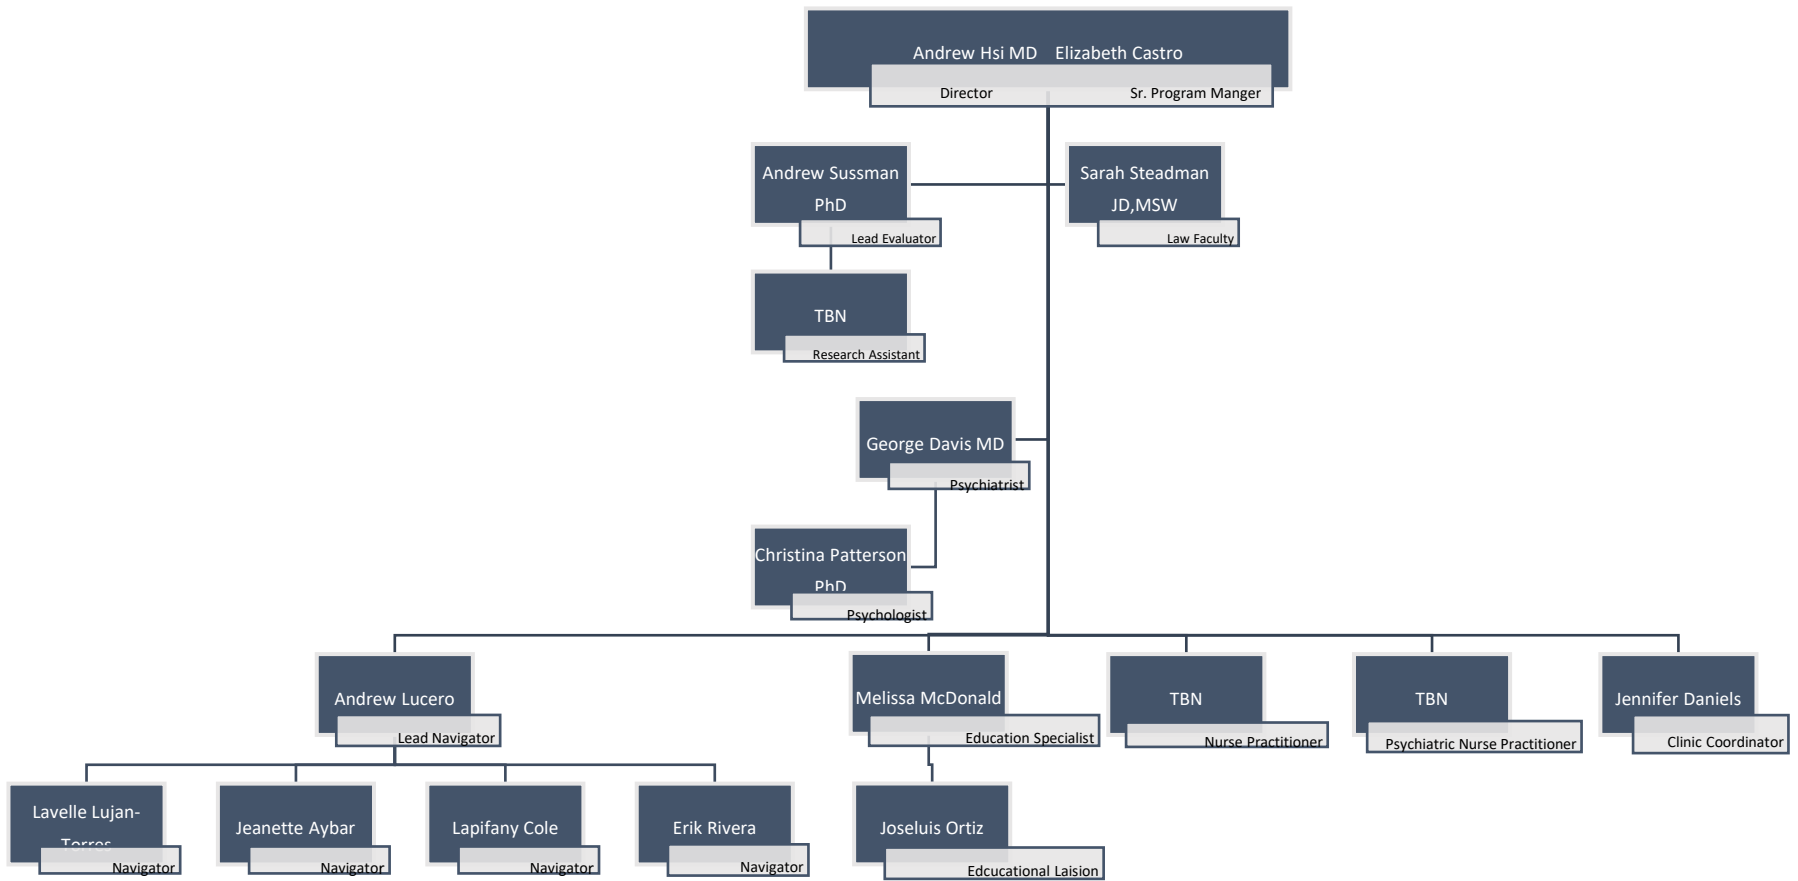 Andrew Hsi MD Elizabeth Castro
Director Sr. Program Manger
Andrew Sussman
PhD
Lead Evaluator
Sarah Steadman
JD,MSW
Law Faculty
TBN
Research Assistant
George Davis MD
Psychiatrist
Christina Patterson
PhD
Psychologist
Andrew Lucero
Lead Navigator
Melissa McDonald
Education Specialist
TBN
Nurse Practitioner
TBN
Psychiatric Nurse Practitioner
Jennifer Daniels
Clinic Coordinator
Lavelle Lujan-
Torres
Navigator
Jeanette Aybar
Navigator
Lapifany Cole
Navigator
Erik Rivera
Navigator
Joseluis Ortiz
Edcucational Laision